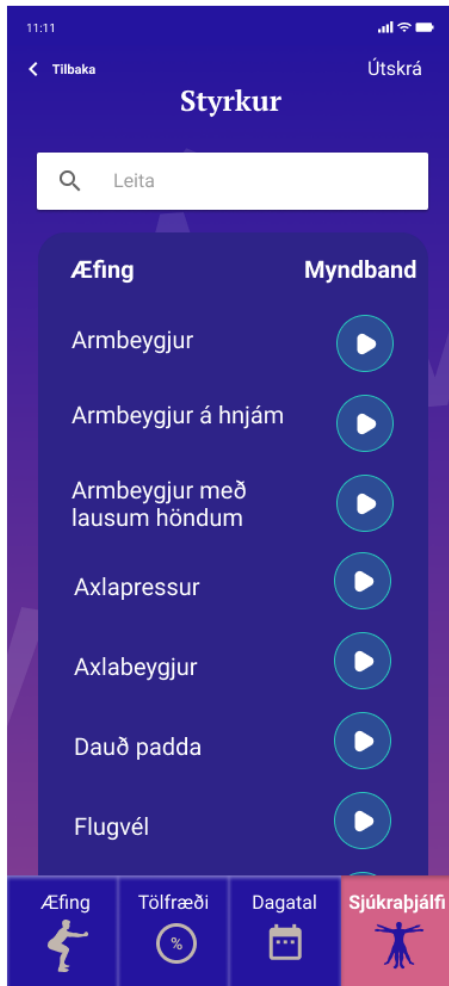 11:11
Tilbaka
Útskrá
Styrkur
Leita
Æfing Myndband
Armbeygjur
Armbeygjur á hnjám
Armbeygjur með
lausum höndum
Axlapressur
Axlabeygjur
Dauð padda
Flugvél
Æfing Tölfræði Dagatal Sjúkraþjálfi
%